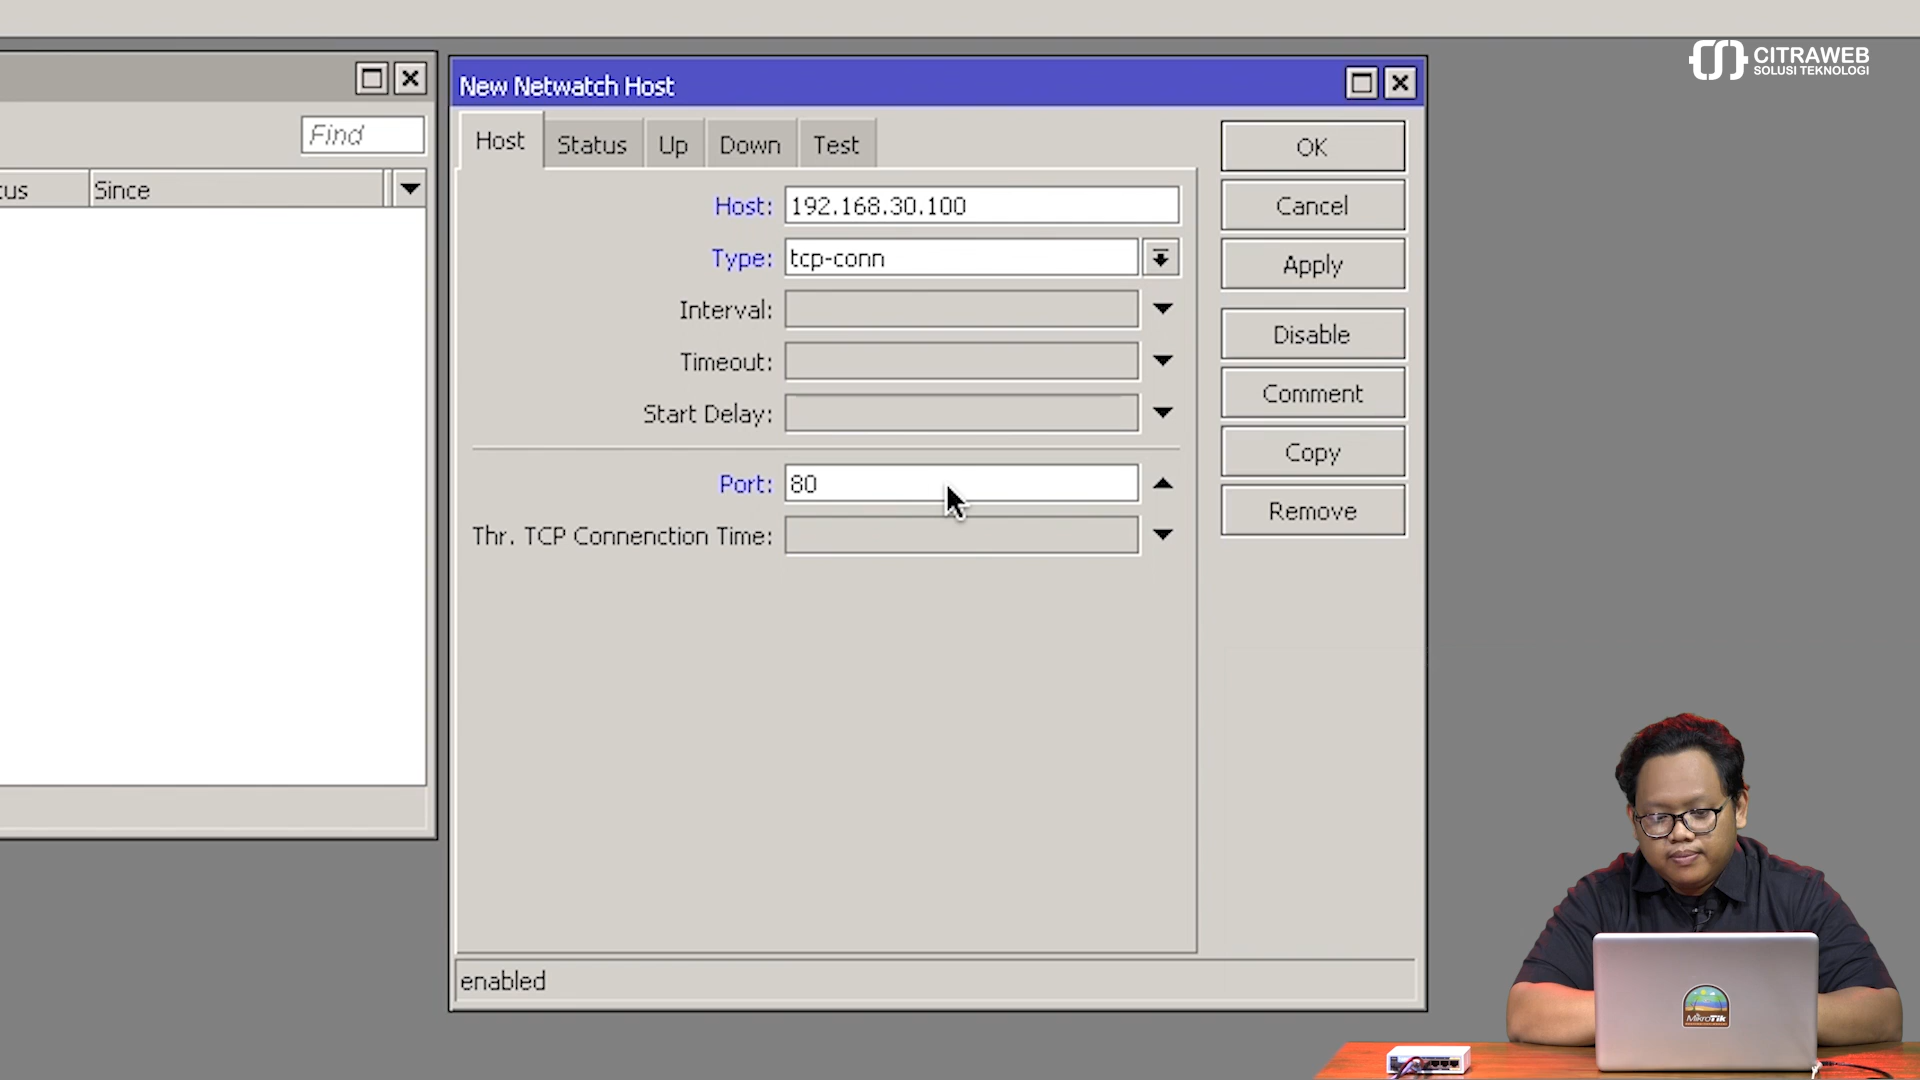 CITRAWEB
SOLUSI TEKNOLOGI
Find
tus
Since
New Netwatch Host
Host
Status
Up
Down
Test
Host: 192.168.30.100
Type: tcp-conn
Interval:
Timeout:
Start Delay:
Port: 80
Thr. TCP Connenction Time:
OK
Cancel
Apply
Disable
Comment
Copy
Remove
enabled
MikroTik